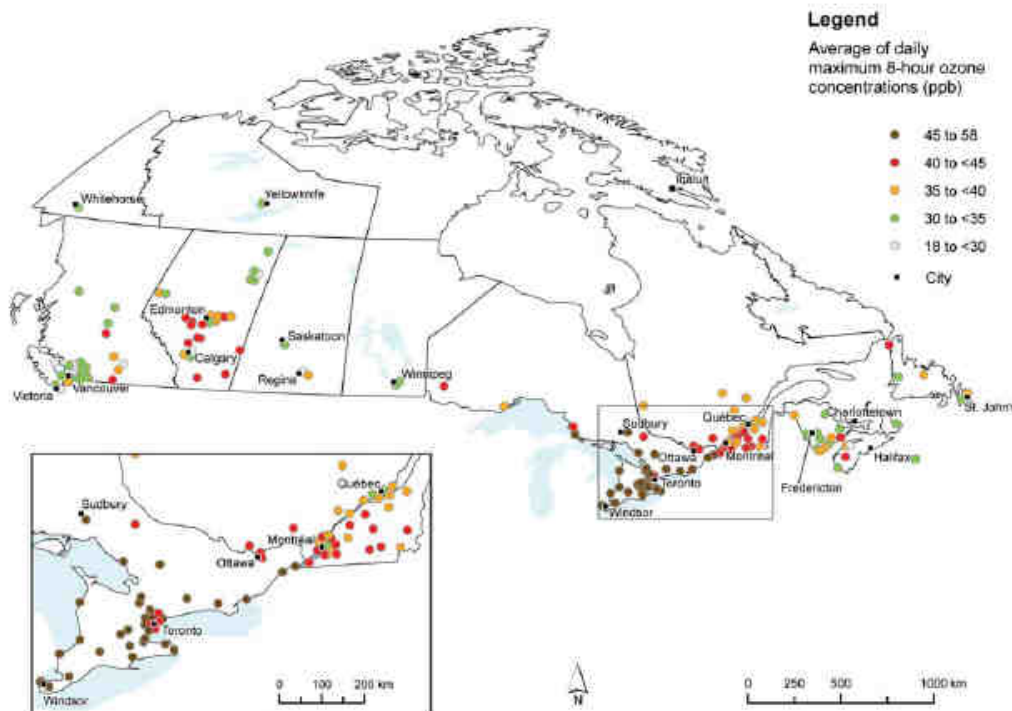 Legend
Average of daily
maximum 8-hour ozone
concentrations (ppb)
45 to 58
40 to <45
35 to <40
30 to <35
18 to <30
City
Iqaluit
Whitehorse
Yellowknife
Edmonton
Calgary
Saskatoon
Regina
Winnipeg
Vancouver
Victoria
Sudbury
Québec
Charlottetown
St. John's
Ottawa
Montréal
Halifax
Toronto
Fredericton
Windsor
Québec
Sudbury
Montréal
Ottawa
Toronto
Windsor
0 100 200 km
N
0 250 500 1000 km